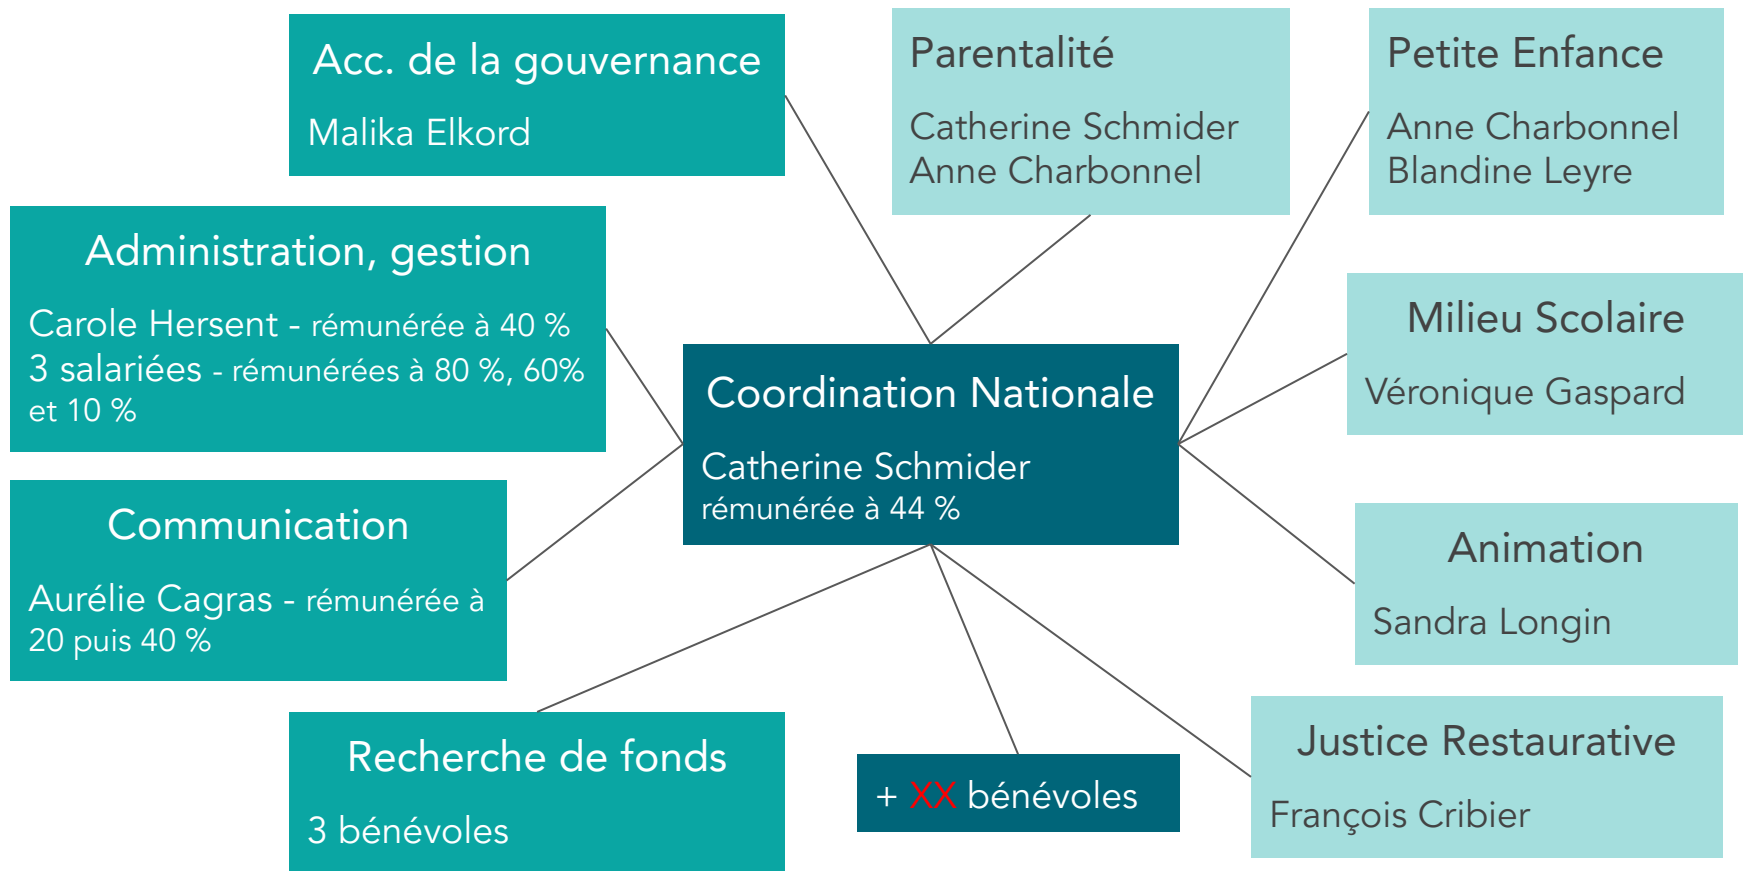 Acc. de la gouvernance
Malika Elkord
Parentalité
Catherine Schmider
Anne Charbonnel
Petite Enfance
Anne Charbonnel
Blandine Leyre
Administration, gestion
Carole Hersent - rémunérée à 40 %
3 salariées - rémunérées à 80 %, 60%
et 10 %
Milieu Scolaire
Véronique Gaspard
Coordination Nationale
Catherine Schmider
rémunérée à 44 %
Communication
Aurélie Cagras - rémunérée à
20 puis 40 %
Animation
Sandra Longin
Recherche de fonds
3 bénévoles
+ XX bénévoles
Justice Restaurative
François Cribier